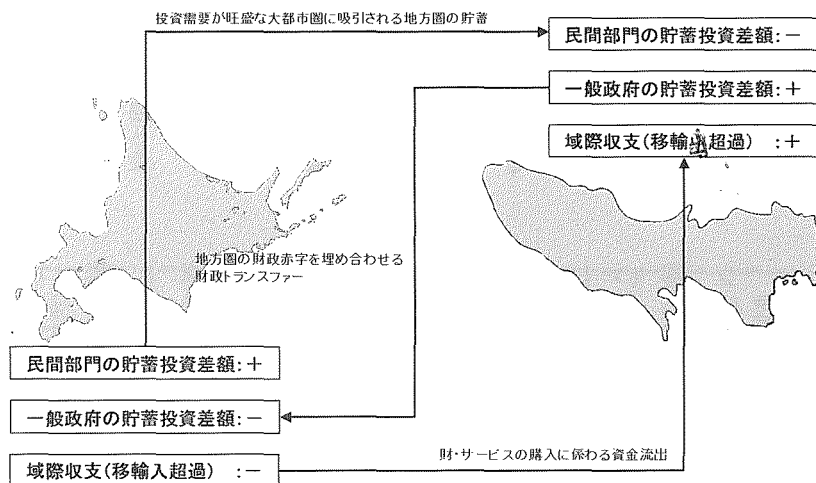 投資需要が旺盛な大都市圏に吸引される地方圏の貯蓄
民間部門の貯蓄投資差額:－
一般政府の貯蓄投資差額:＋
域際収支(移輸出超過) :＋
地方圏の財政赤字を埋め合わせる
財政トランスファー
民間部門の貯蓄投資差額:＋
一般政府の貯蓄投資差額:－
域際収支(移輸入超過) :－
財・サービスの購入に係わる資金流出